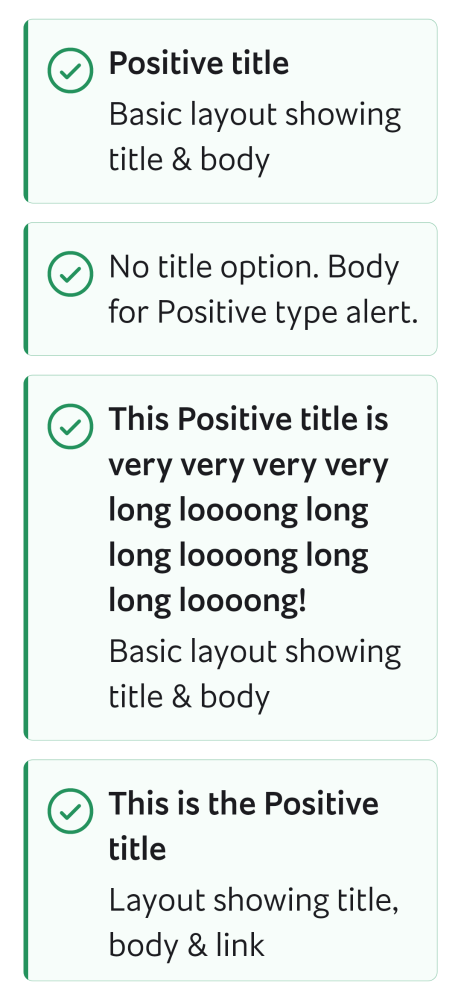 Positive title
Basic layout showing
title & body
No title option. Body
for Positive type alert.
This Positive title is
very very very very
long loooong long
long loooong long
long loooong!
Basic layout showing
title & body
This is the Positive
title
Layout showing title,
body & link